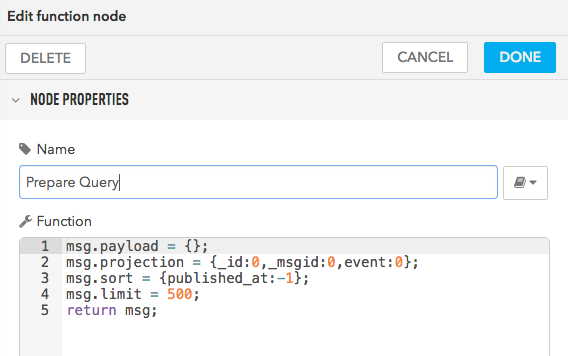 Edit function node
DELETE
CANCEL
DONE
NODE PROPERTIES
Name
Prepare Query
Function
1 msg.payload = {};
2 msg.projection = {_id:0,_msgid:0,event:0};
3 msg.sort = {published_at:-1};
4 msg.limit = 500;
5 return msg;